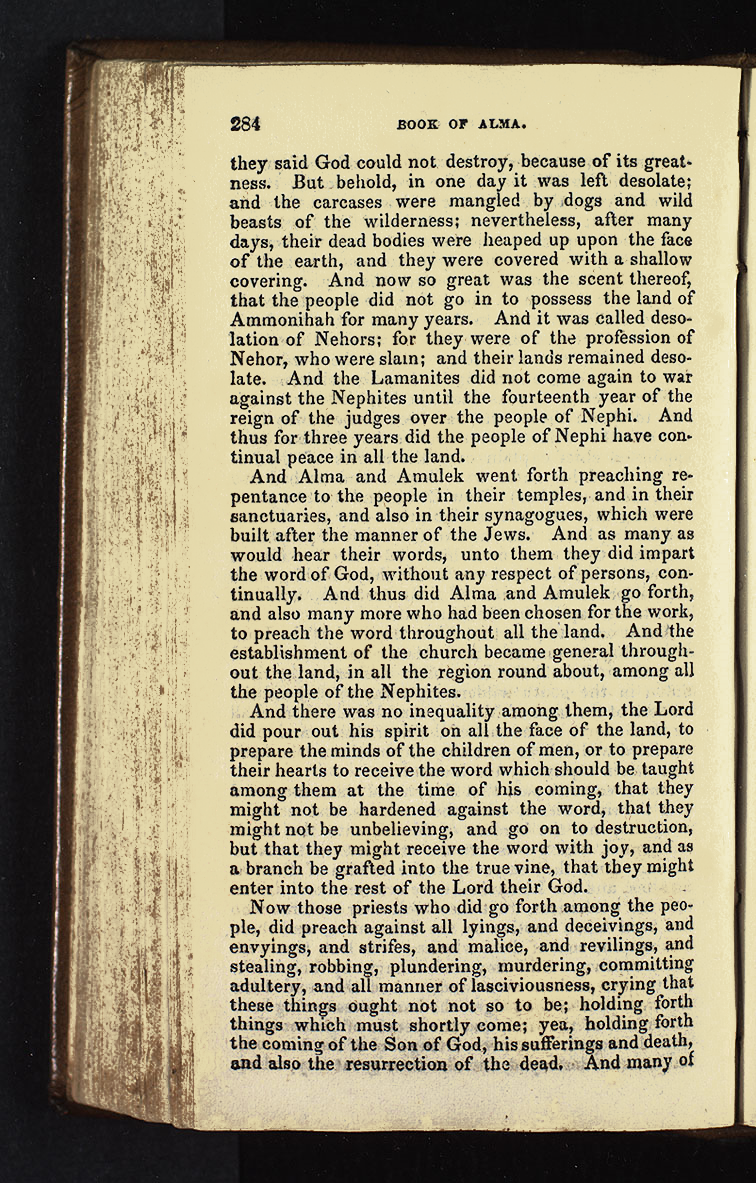 284 BOOK OF ALMA.
they said God could not destroy, because of its great-
ness. But behold, in one day it was left desolate;
and the carcases were mangled by dogs and wild
beasts of the wilderness; nevertheless, after many
days, their dead bodies were heaped up upon the face
of the earth, and they were covered with a shallow
covering. And now so great was the scent thereof,
that the people did not go in to possess the land of
Ammonihah for many years. And it was called deso-
lation of Nehors; for they were of the profession of
Nehor, who were slain; and their lands remained deso-
late. And the Lamanites did not come again to war
against the Nephites until the fourteenth year of the
reign of the judges over the people of Nephi. And
thus for three years did the people of Nephi have con-
tinual peace in all the land.
And Alma and Amulek went forth preaching re-
pentance to the people in their temples, and in their
sanctuaries, and also in their synagogues, which were
built after the manner of the Jews. And as many as
would hear their words, unto them they did impart
the word of God, without any respect of persons, con-
tinually. And thus did Alma and Amulek go forth,
and also many more who had been chosen for the work,
to preach the word throughout all the land. And the
establishment of the church became general through-
out the land, in all the region round about, among all
the people of the Nephites.
And there was no inequality among them, the Lord
did pour out his spirit on all the face of the land, to
prepare the minds of the children of men, or to prepare
their hearts to receive the word which should be taught
among them at the time of his coming, that they
might not be hardened against the word, that they
might not be unbelieving, and go on to destruction,
but that they might receive the word with joy, and as
a branch be grafted into the true vine, that they might
enter into the rest of the Lord their God.
Now those priests who did go forth among the peo-
ple, did preach against all lyings, and deceivings, and
envyings, and strifes, and malice, and revilings, and
stealing, robbing, plundering, murdering, committing
adultery, and all manner of lasciviousness, crying that
these things ought not not so to be; holding forth
things which must shortly come; yea, holding forth
the coming of the Son of God, his sufferings and death,
and also the resurrection of the dead. And many of